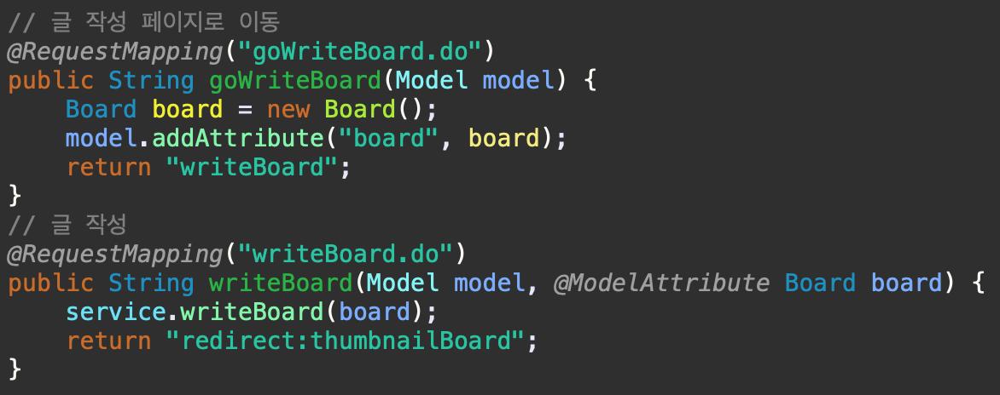 // 글 작성 페이지로 이동
@RequestMapping("goWriteBoard.do")
public String goWriteBoard(Model model) {
    Board board = new Board();
    model.addAttribute("board", board);
    return "writeBoard";
}
// 글 작성
@RequestMapping("writeBoard.do")
public String writeBoard(Model model, @ModelAttribute Board board) {
    service.writeBoard(board);
    return "redirect:thumbnailBoard";
}